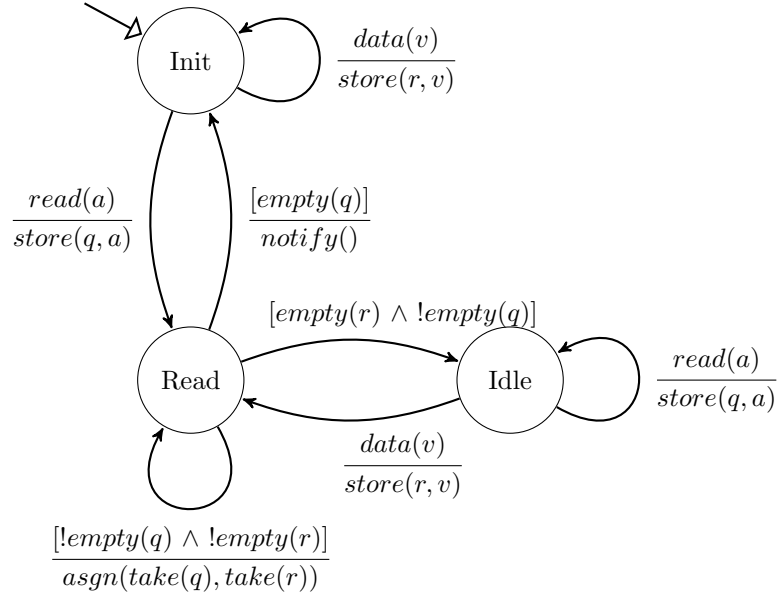 Init
data(v)
store(r, v)
read(a)
store(q, a)
[empty(q)]
notify()
[empty(r) ∧ !empty(q)]
Read
Idle
read(a)
store(q, a)
data(v)
store(r, v)
[!empty(q) ∧ !empty(r)]
asgn(take(q), take(r))